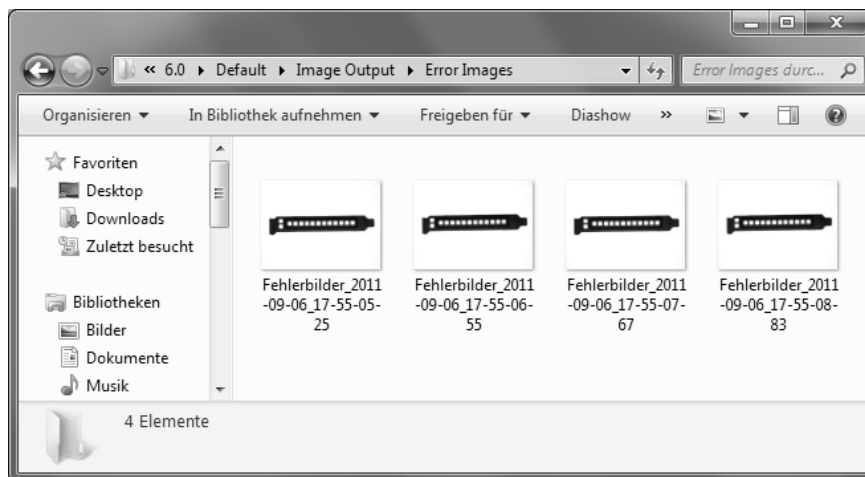 « 6.0 ▸ Default ▸ Image Output ▸ Error Images
Error Images durc...
Organisieren
In Bibliothek aufnehmen
Freigeben für
Diashow
»
Favoriten
Desktop
Downloads
Zuletzt besucht
Bibliotheken
Bilder
Dokumente
Musik
Fehlerbilder_2011
-09-06_17-55-05-
25
Fehlerbilder_2011
-09-06_17-55-06-
55
Fehlerbilder_2011
-09-06_17-55-07-
67
Fehlerbilder_2011
-09-06_17-55-08-
83
4 Elemente